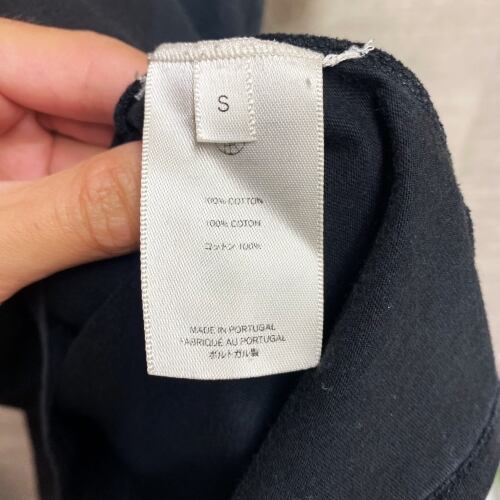 S
100% COTTON
100% COTON
コットン 100%
MADE IN PORTUGAL
FABRIQUÉ AU PORTUGAL
ポルトガル製